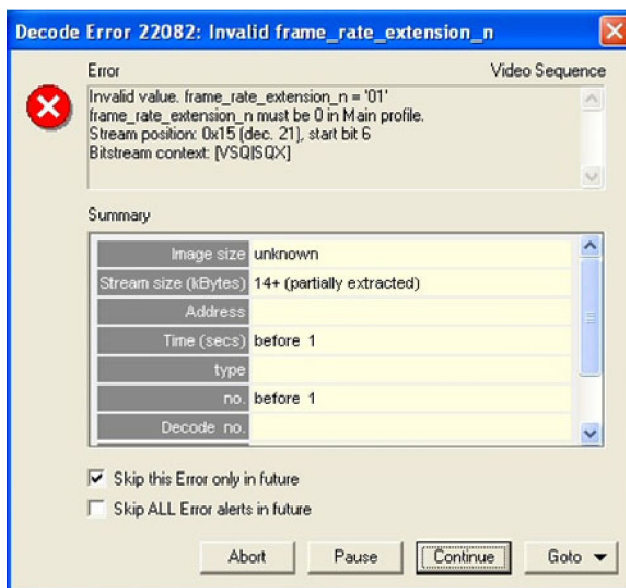 Decode Error 22082: Invalid frame_rate_extension_n
Error Video Sequence
Invalid value. frame_rate_extension_n = '01'
frame_rate_extension_n must be 0 in Main profile.
Stream position: 0x15 [dec. 21], start bit 6
Bitstream context: [VSQ|SQX]
Summary
Image size unknown
Stream size (kBytes) 14+ (partially extracted)
Address
Time (secs) before 1
type
no. before 1
Decode no.
Skip this Error only in future
Skip ALL Error alerts in future
Abort Pause Continue Goto